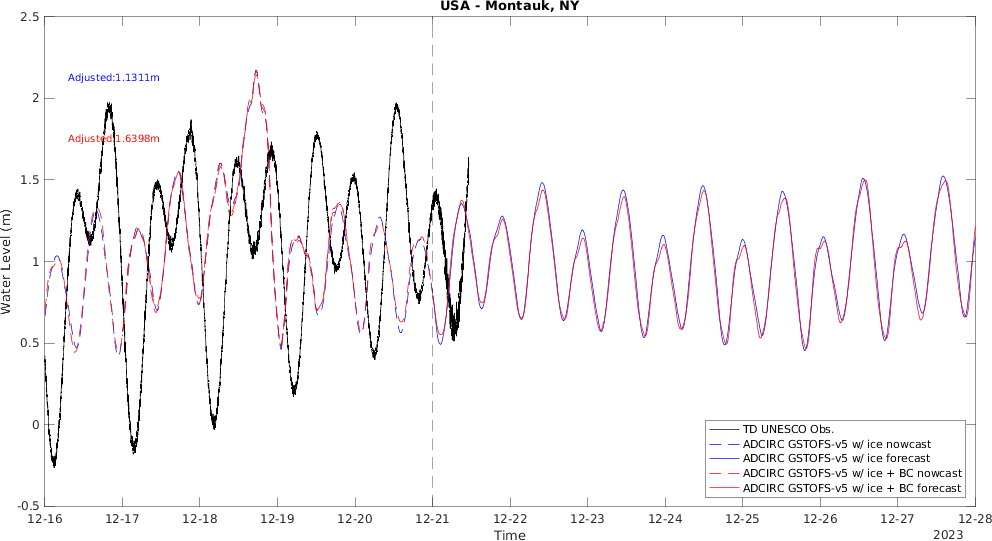 USA - Montauk, NY
2.5
2
1.5
1
0.5
0
-0.5
Water Level (m)
Adjusted:1.1311m
Adjusted:1.6398m
TD UNESCO Obs.
ADCIRC GSTOFS-v5 w/ ice nowcast
ADCIRC GSTOFS-v5 w/ ice forecast
ADCIRC GSTOFS-v5 w/ ice + BC nowcast
ADCIRC GSTOFS-v5 w/ ice + BC forecast
12-16 12-17 12-18 12-19 12-20 12-21 12-22 12-23 12-24 12-25 12-26 12-27 12-28
Time
2023